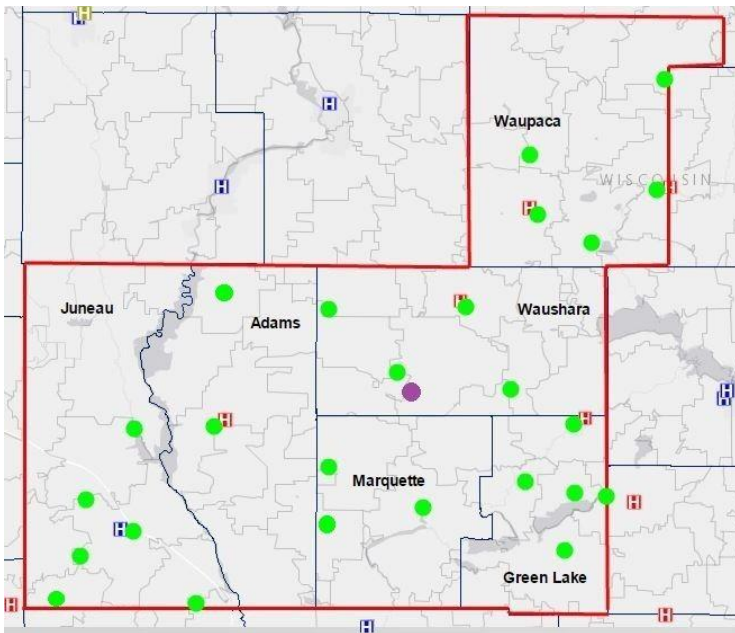 H
H
H
Waupaca
H
WISCONSIN
H
H
Juneau
H
Waushara
Adams
H
H
H
H
Marquette
H
H
Green Lake
H
H
H